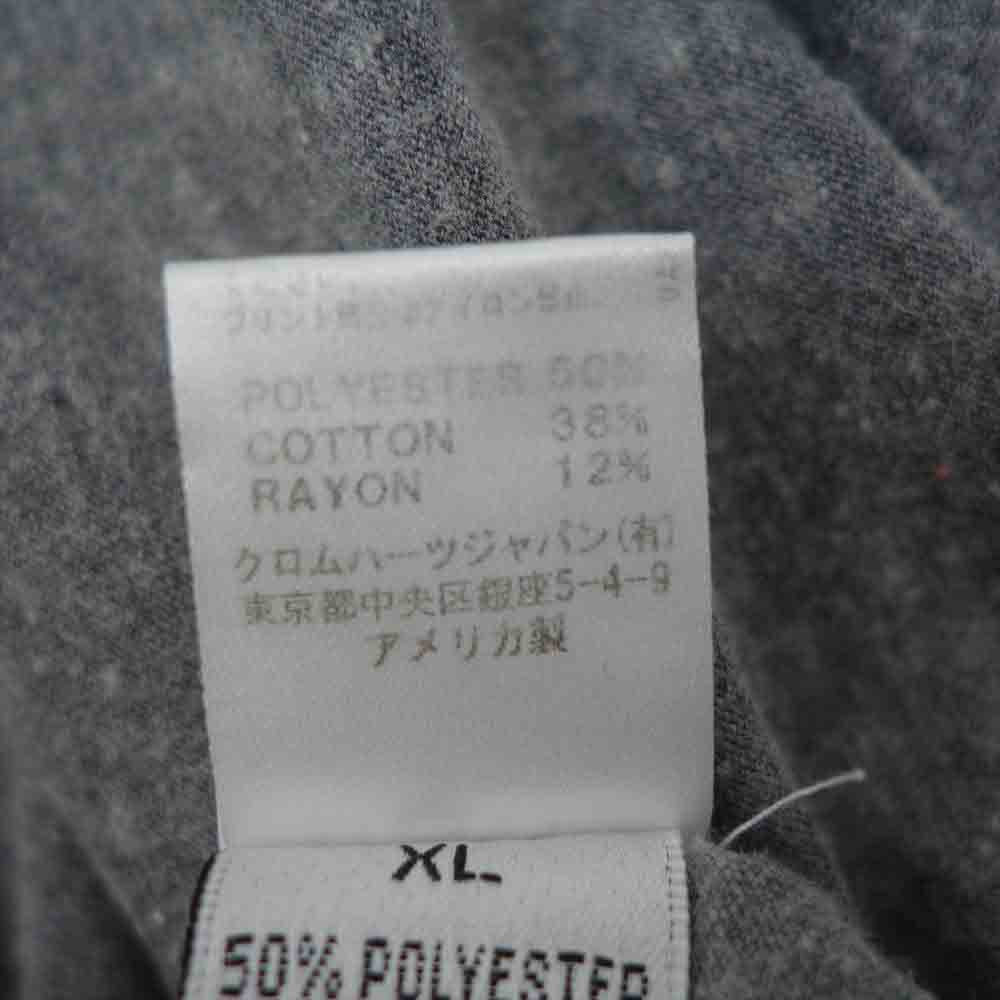 POLYESTER 50%
COTTON 38%
RAYON 12%
クロムハーツジャパン(有)
東京都中央区銀座5-4-9
アメリカ製
XL
50% POLYESTER